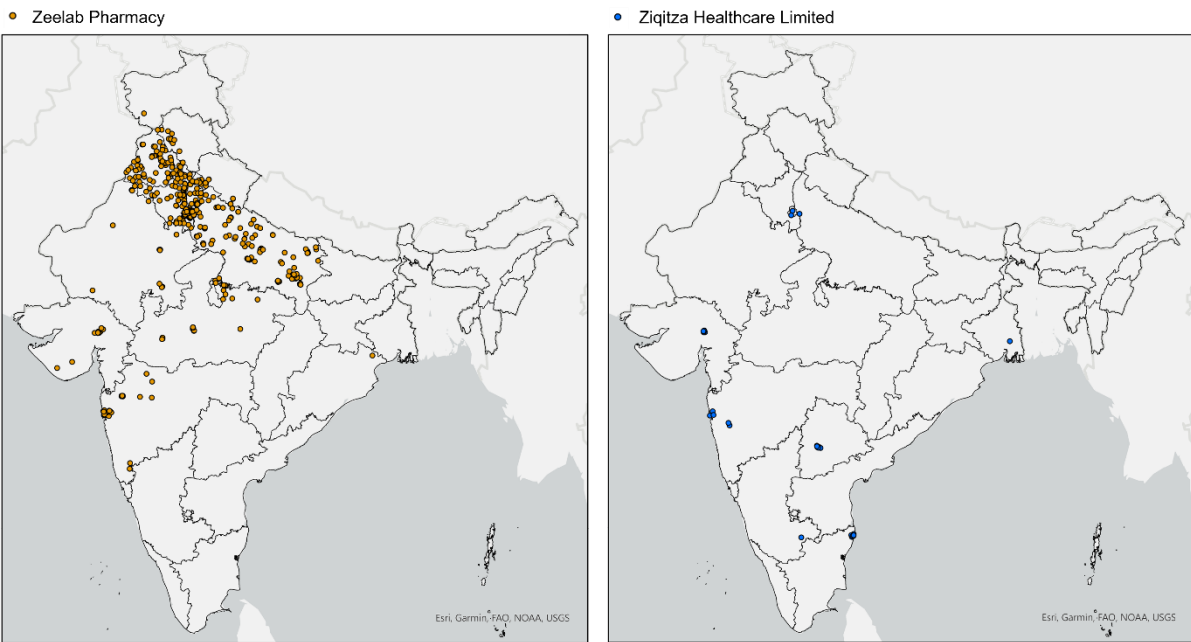 Zeelab Pharmacy
Ziqitza Healthcare Limited
Esri, Garmin, FAO, NOAA, USGS
Esri, Garmin, FAO, NOAA, USGS